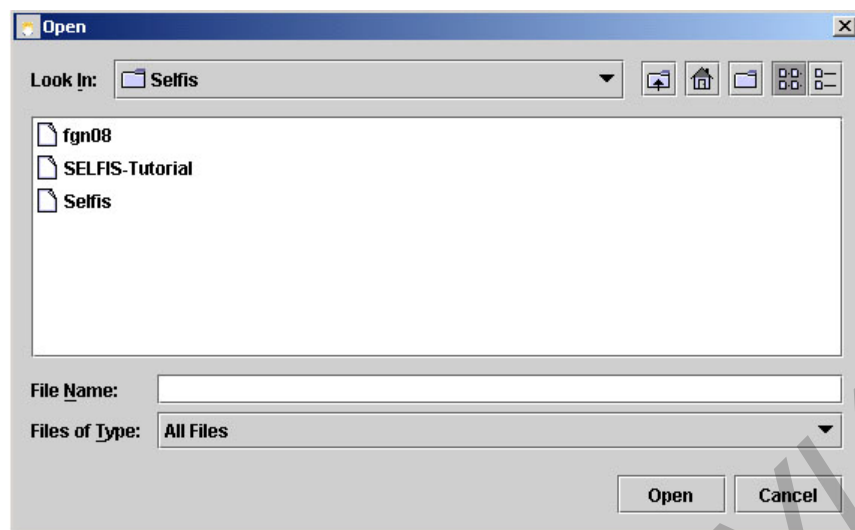 Open
Look In: Selfis
fgn08
SELFIS-Tutorial
Selfis
File Name:
Files of Type: All Files
Open Cancel